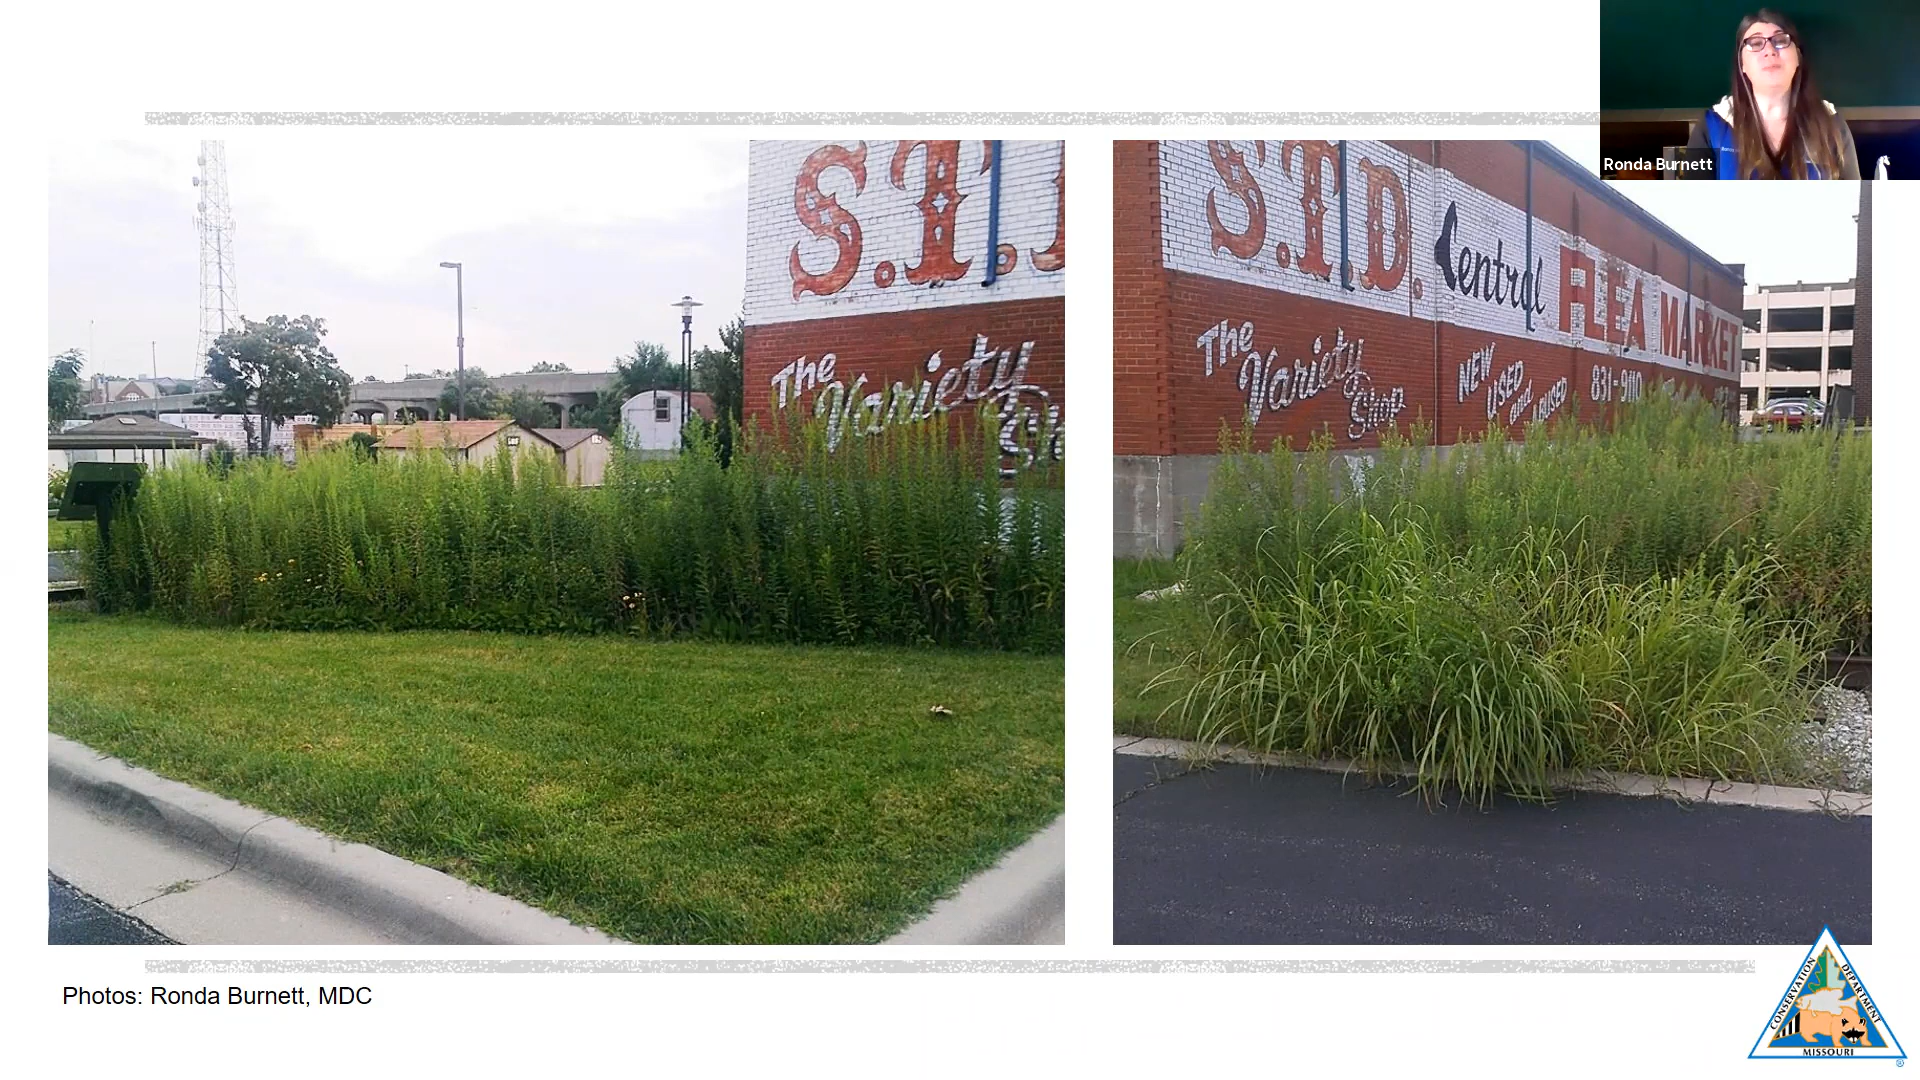 Ronda Burnett
S.T.
The
Variety
S.T.D.
Central
FLEA MARKET
The
Variety
Shop
NEW
USED
and
ABUSED
831-9110
Photos: Ronda Burnett, MDC
CONSERVATION
DEPARTMENT
MISSOURI
®